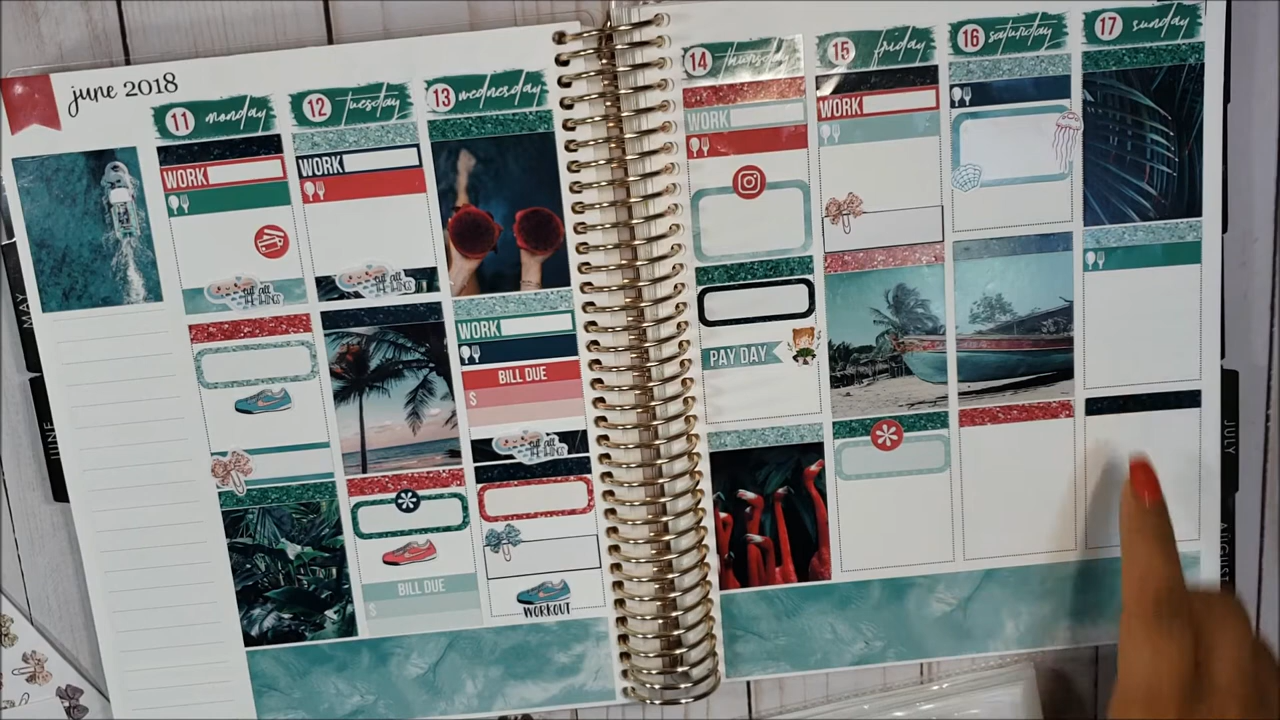 june 2018
11 monday
12 tuesday
13 wednesday
14 thursday
15 friday
16 saturday
17 sunday
WORK
WORK
WORK
BILL DUE
$
BILL DUE
$
WORKOUT
WORK
PAY DAY
WORK
MAY
JUNE
JULY
AUGUST